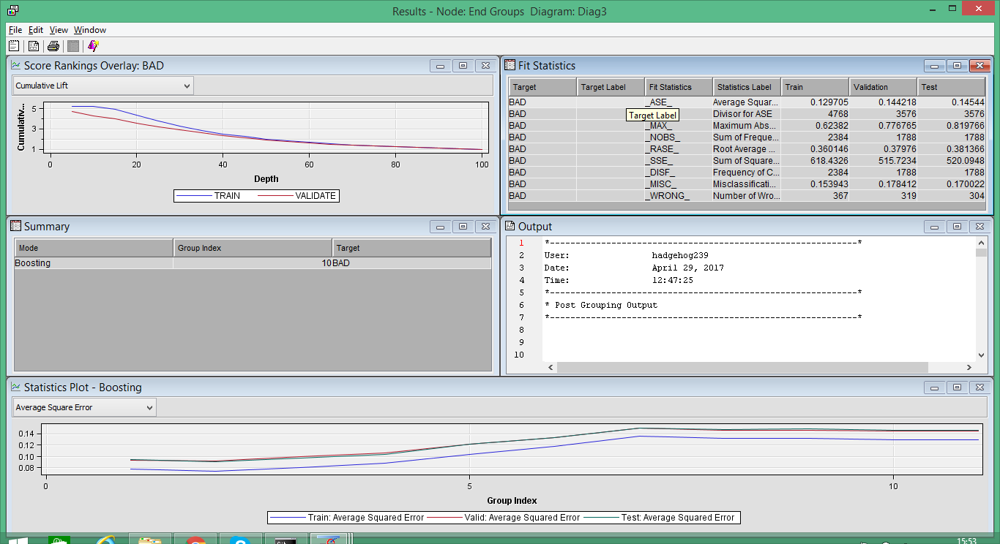 Results - Node: End Groups Diagram: Diag3
File Edit View Window
Score Rankings Overlay: BAD
Cumulative Lift
Cumulativ...
5
3
1
0 20 40 60 80 100
Depth
TRAIN VALIDATE
Fit Statistics
Target Target Label Fit Statistics Statistics Label Train Validation Test
BAD _ASE_ Average Squar... 0.129705 0.144218 0.14544
BAD Divisor for ASE 4768 3576 3576
Target Label
BAD _MAX_ Maximum Abs... 0.62382 0.776765 0.819766
BAD _NOBS_ Sum of Freque... 2384 1788 1788
BAD _RASE_ Root Average ... 0.360146 0.37976 0.381366
BAD _SSE_ Sum of Square... 618.4326 515.7234 520.0948
BAD _DISF_ Frequency of C... 2384 1788 1788
BAD _MISC_ Misclassificati... 0.153943 0.178412 0.170022
BAD _WRONG_ Number of Wro... 367 319 304
Summary
Mode Group Index Target
Boosting 10 BAD
Output
1 *------------------------------------------------------------*
2 User: hadgehog239
3 Date: April 29, 2017
4 Time: 12:47:25
5 *------------------------------------------------------------*
6 * Post Grouping Output
7 *------------------------------------------------------------*
8
9
10
Statistics Plot - Boosting
Average Square Error
0.14
0.12
0.10
0.08
0 5 10
Group Index
Train: Average Squared Error Valid: Average Squared Error Test: Average Squared Error
15:53